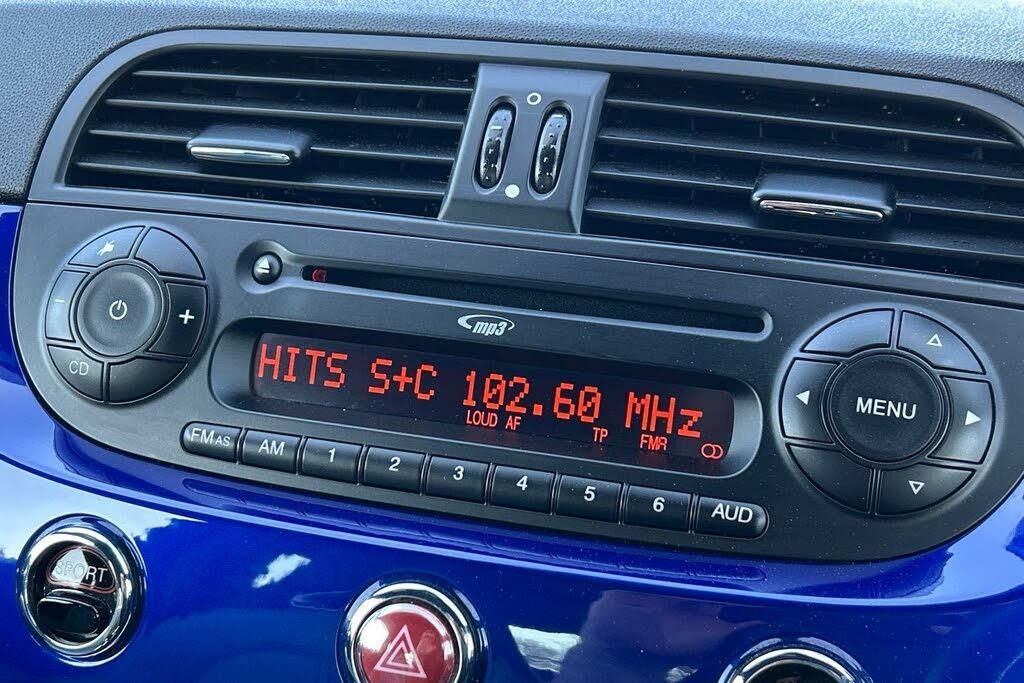 mp3
HITS S+C 102.60 MHz
LOUD AF TP FMR
CD
MENU
FM AS AM 1 2 3 4 5 6 AUD
SPORT